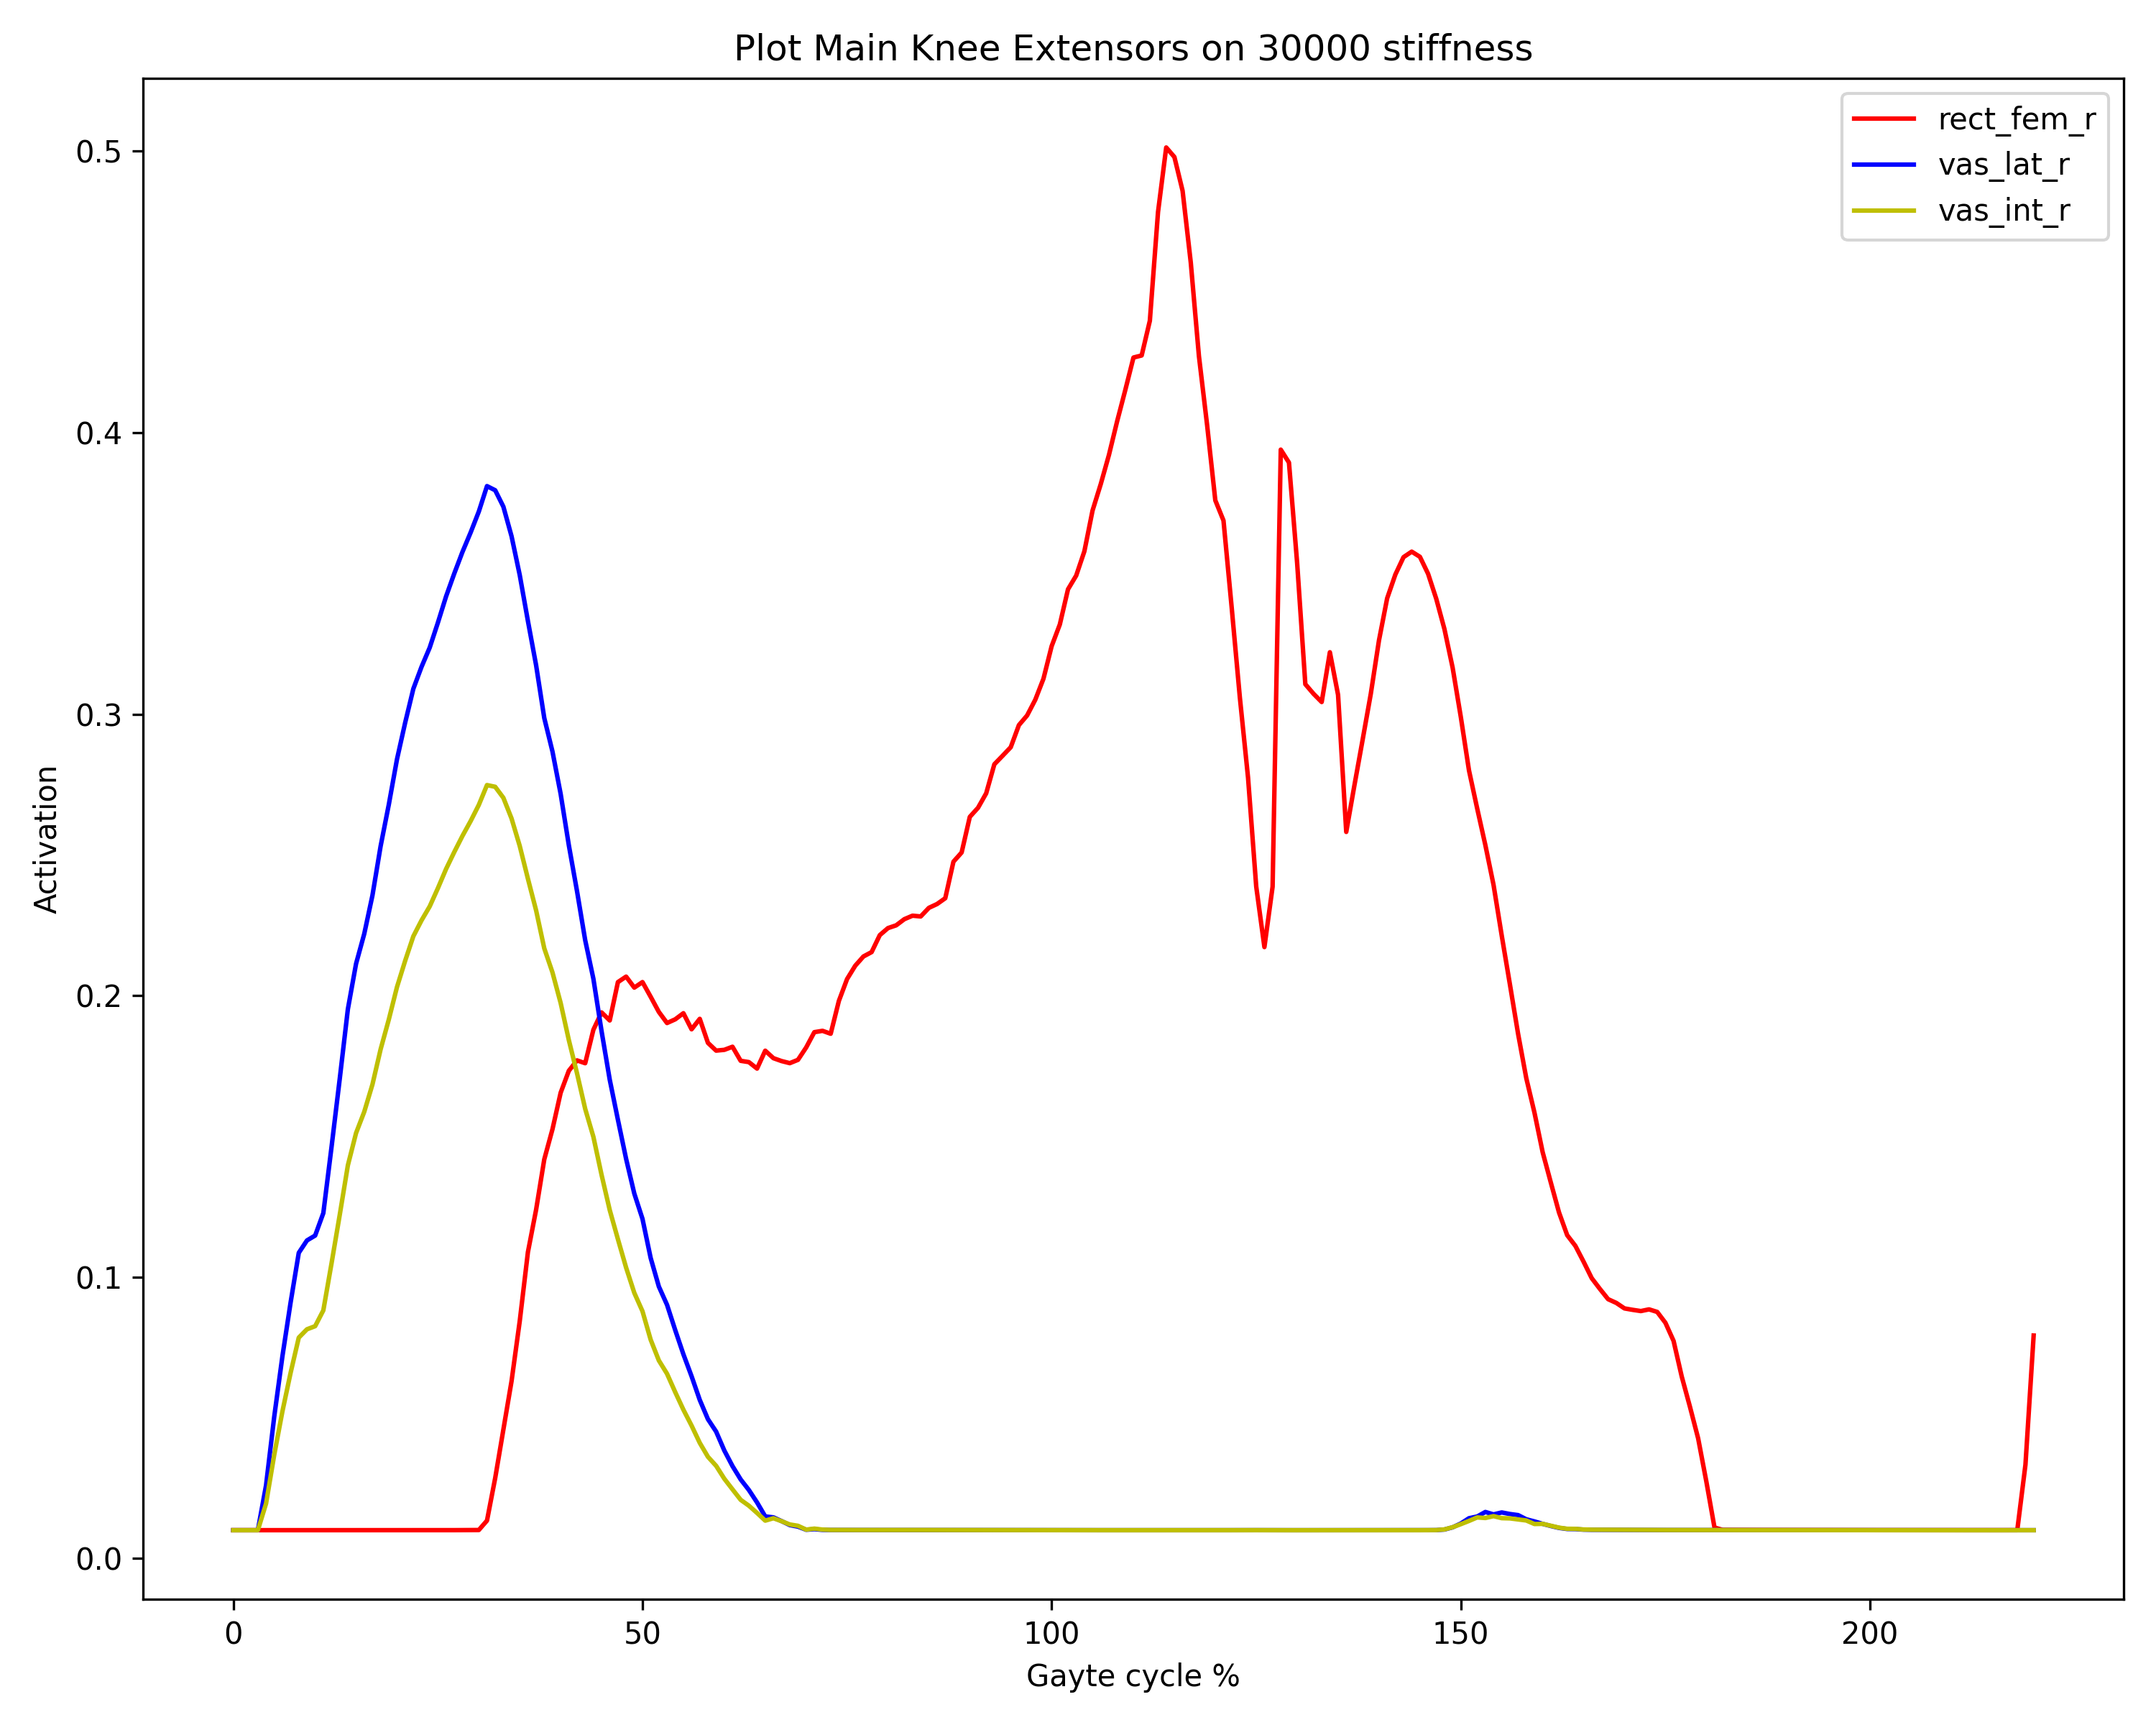 Plot Main Knee Extensors on 30000 stiffness
rect_fem_r
vas_lat_r
vas_int_r
0.5
0.4
0.3
0.2
0.1
0.0
Activation
0 50 100 150 200
Gayte cycle %